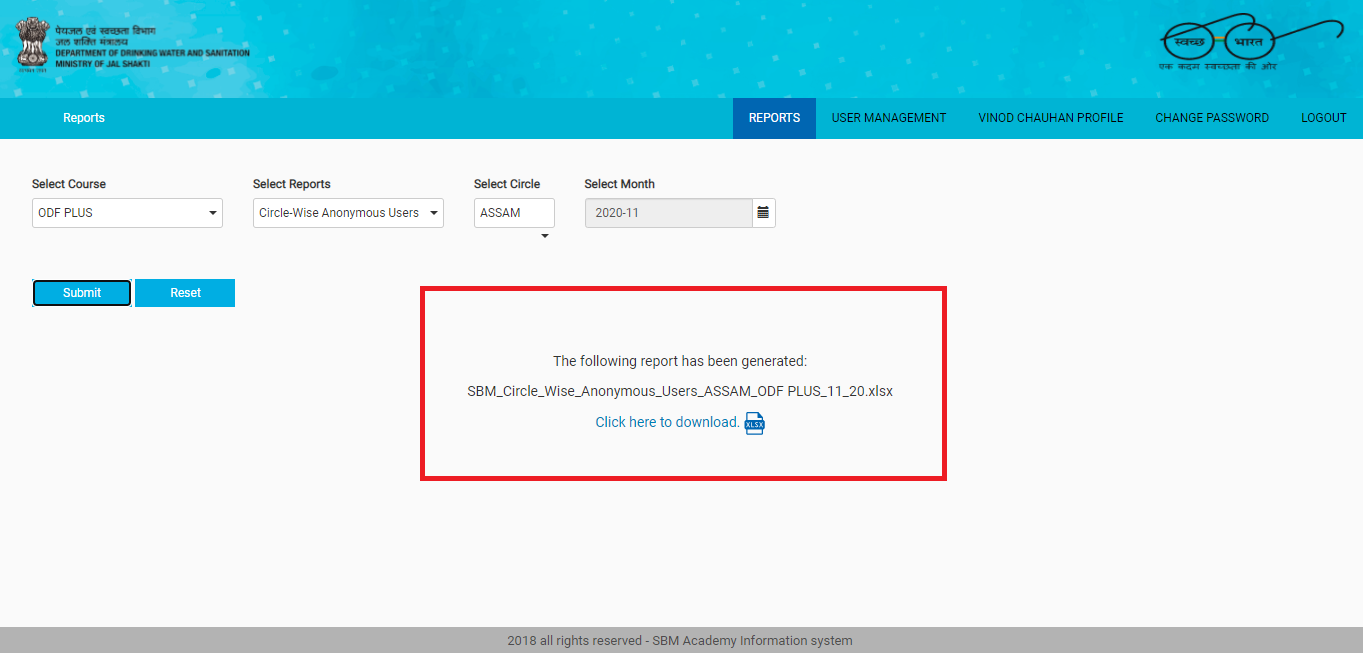 पेयजल एवं स्वच्छता विभाग
जल शक्ति मंत्रालय
DEPARTMENT OF DRINKING WATER AND SANITATION
MINISTRY OF JAL SHAKTI
स्वच्छ भारत
एक कदम स्वच्छता की ओर
Reports
REPORTS USER MANAGEMENT VINOD CHAUHAN PROFILE CHANGE PASSWORD LOGOUT
Select Course Select Reports Select Circle Select Month
ODF PLUS Circle-Wise Anonymous Users ASSAM 2020-11
Submit Reset
The following report has been generated:
SBM_Circle_Wise_Anonymous_Users_ASSAM_ODF PLUS_11_20.xlsx
Click here to download. XLSX
2018 all rights reserved - SBM Academy Information system